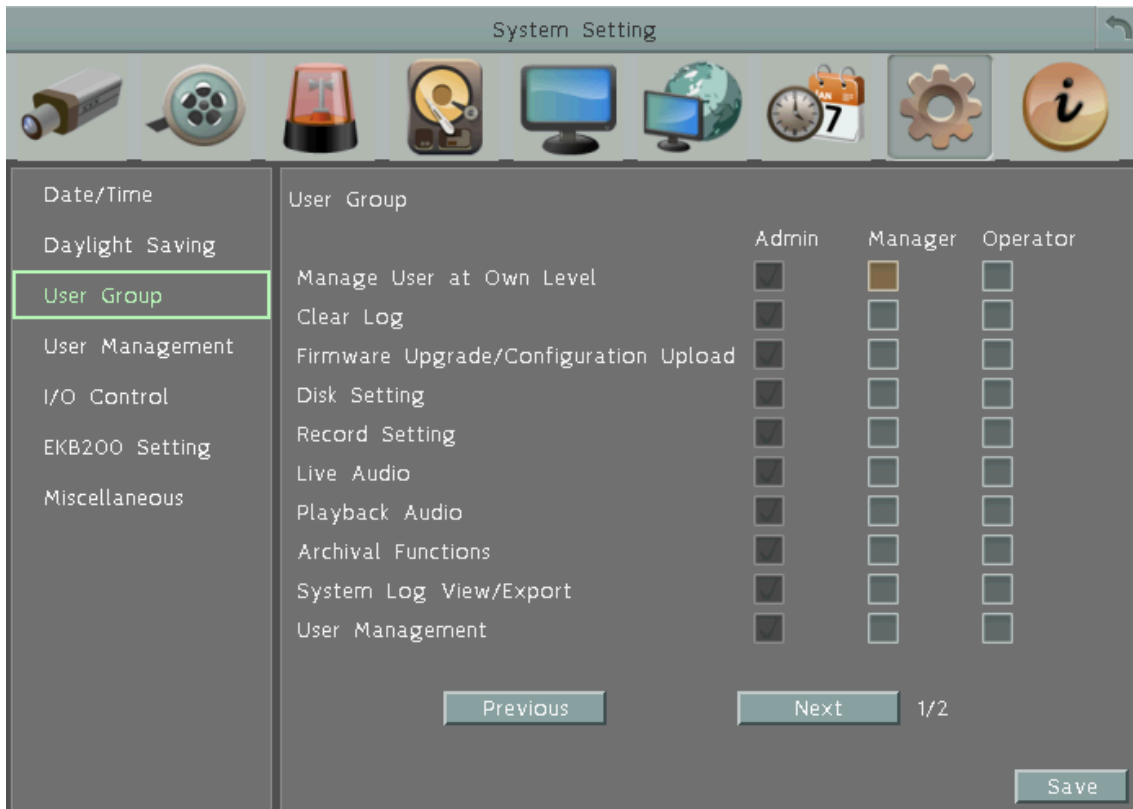 System Setting
JAN
7
i
Date/Time
Daylight Saving
User Group
User Management
I/O Control
EKB200 Setting
Miscellaneous
User Group
Admin Manager Operator
Manage User at Own Level
Clear Log
Firmware Upgrade/Configuration Upload
Disk Setting
Record Setting
Live Audio
Playback Audio
Archival Functions
System Log View/Export
User Management
Previous Next 1/2
Save